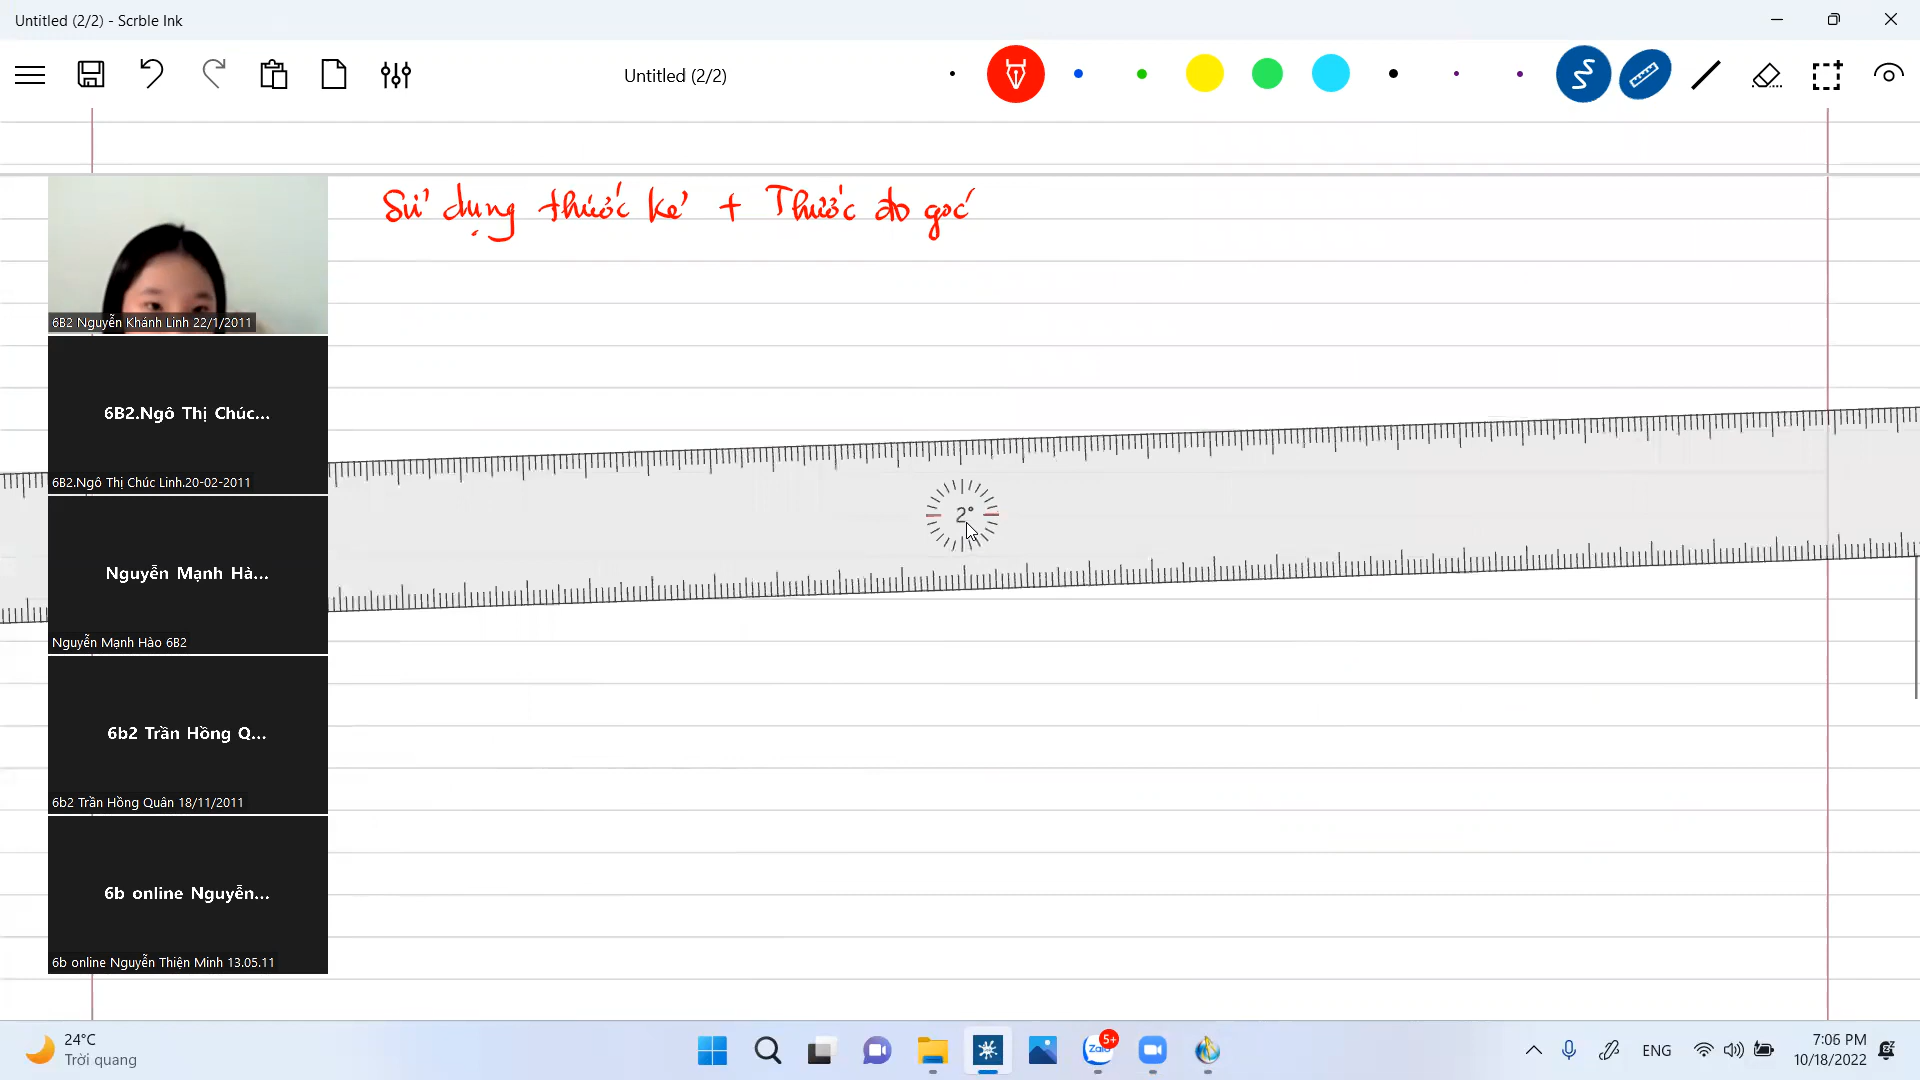 Untitled (2/2) - Scrble Ink
Untitled (2/2)
Sử dụng thước kẻ + Thước đo góc
6B2 Nguyễn Khánh Linh 22/1/2011
6B2.Ngô Thị Chúc...
6B2.Ngô Thị Chúc Linh.20-02-2011
2°
Nguyễn Mạnh Hà...
Nguyễn Mạnh Hào 6B2
6b2 Trần Hồng Q...
6b2 Trần Hồng Quân 18/11/2011
6b online Nguyễn...
6b online Nguyễn Thiện Minh 13.05.11
24°C
Trời quang
Zalo
5+
ENG
7:06 PM
10/18/2022